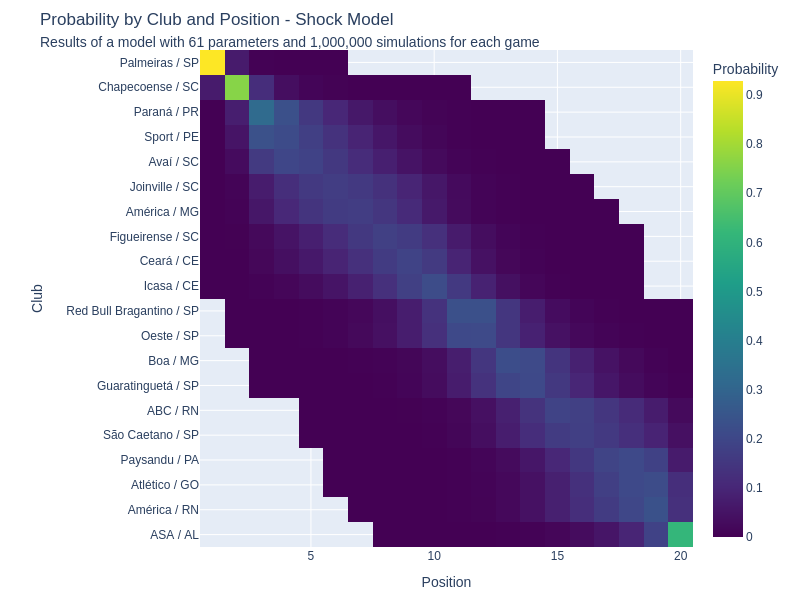 Probability by Club and Position - Shock Model
Results of a model with 61 parameters and 1,000,000 simulations for each game
Probability
Club
Palmeiras / SP
Chapecoense / SC
Paraná / PR
Sport / PE
Avaí / SC
Joinville / SC
América / MG
Figueirense / SC
Ceará / CE
Icasa / CE
Red Bull Bragantino / SP
Oeste / SP
Boa / MG
Guaratinguetá / SP
ABC / RN
São Caetano / SP
Paysandu / PA
Atlético / GO
América / RN
ASA / AL
5
10
15
20
Position
0.9
0.8
0.7
0.6
0.5
0.4
0.3
0.2
0.1
0